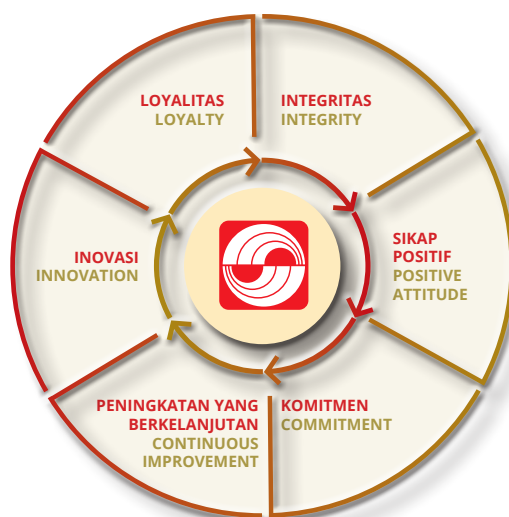 LOYALITAS
LOYALTY
INTEGRITAS
INTEGRITY
SIKAP
POSITIF
POSITIVE
ATTITUDE
KOMITMEN
COMMITMENT
PENINGKATAN YANG
BERKELANJUTAN
CONTINUOUS
IMPROVEMENT
INOVASI
INNOVATION